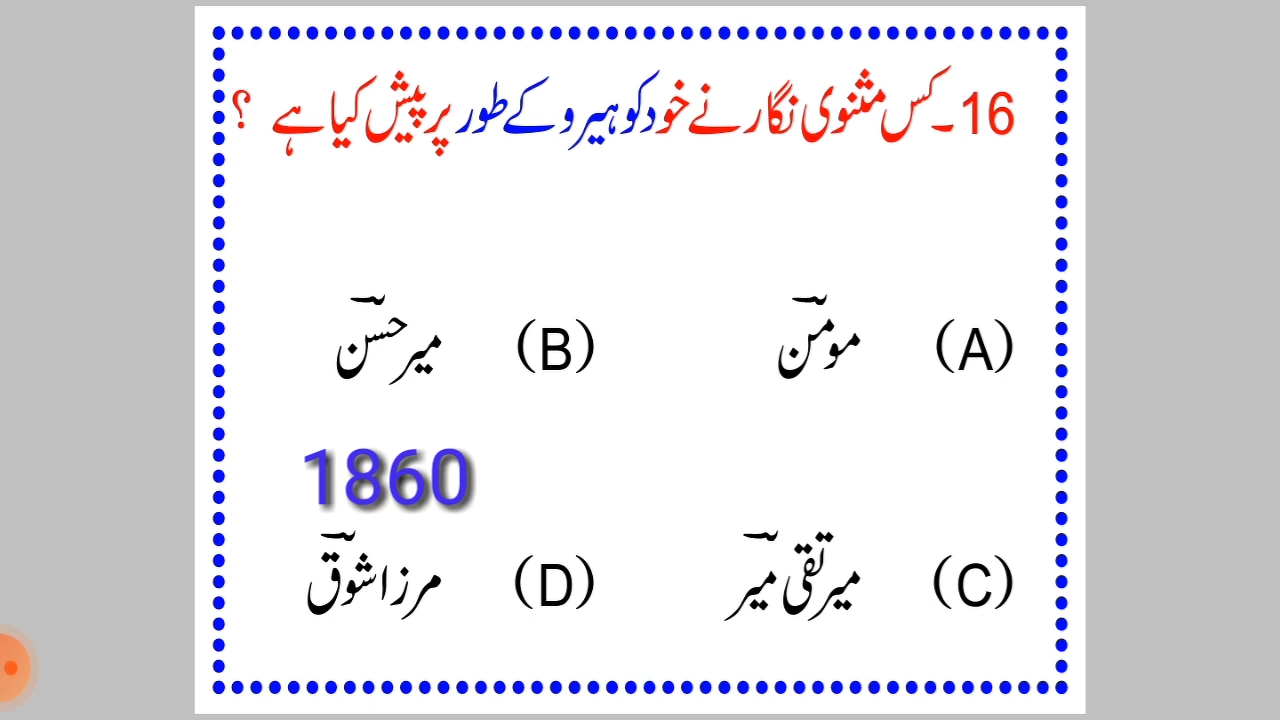 16۔کس مثنوی نگار نے خود کو ہیرو کے طور پر پیش کیا ہے ؟
(A) مومنؔ (B) میر حسنؔ
1860
(C) میر تقی میرؔ (D) مرزا شوقؔ